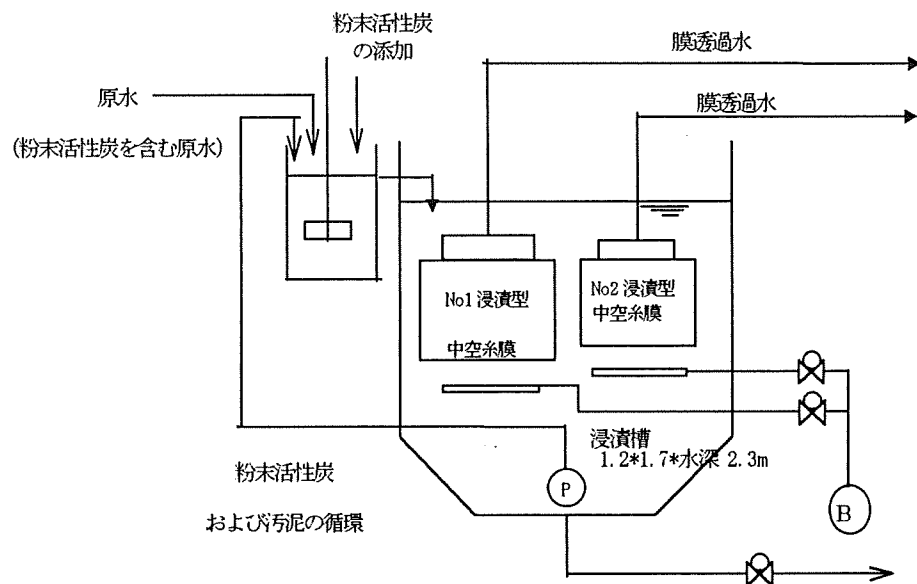 粉末活性炭
の添加
膜透過水
原水
膜透過水
(粉末活性炭を含む原水)
No1 浸漬型
中空糸膜
No2 浸漬型
中空糸膜
浸漬槽
1.2*1.7*水深 2.3m
粉末活性炭
および汚泥の循環
P
B